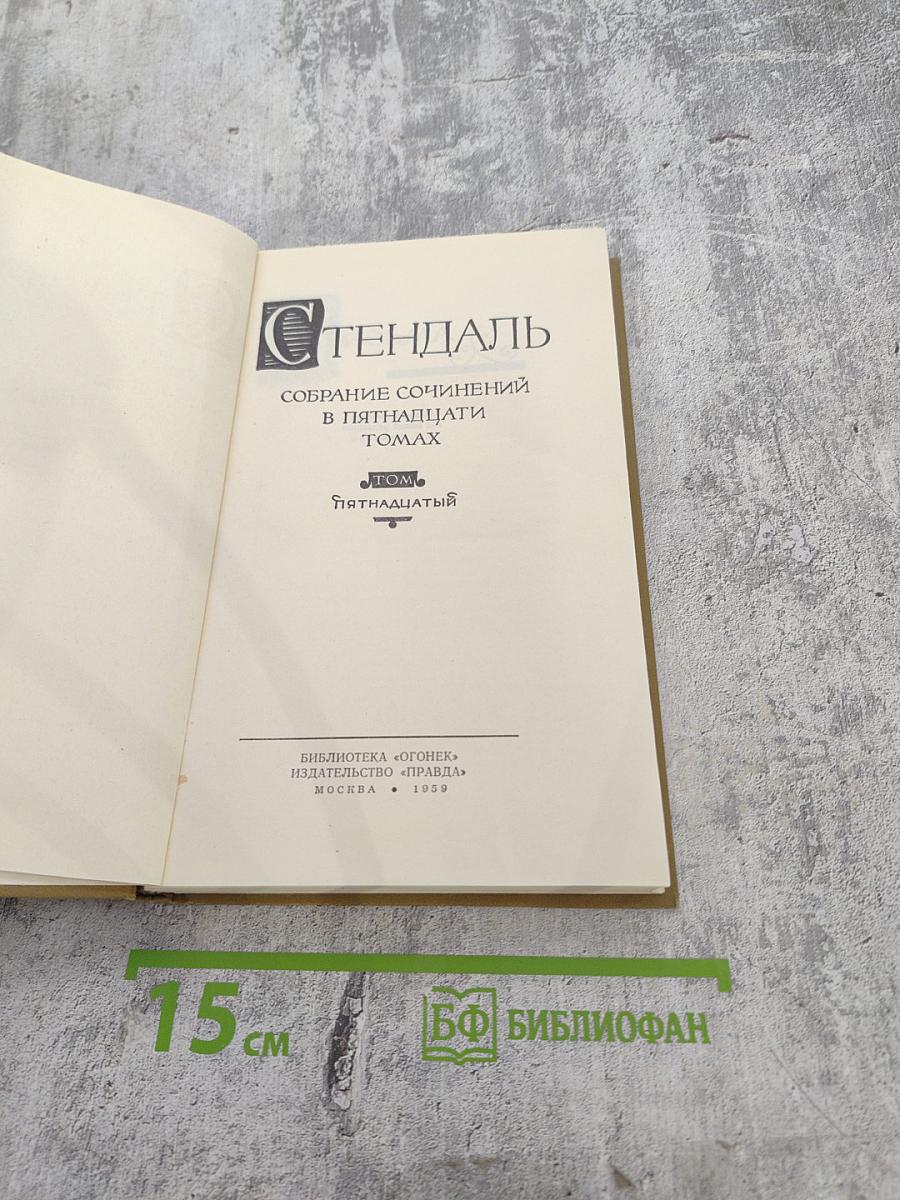 СТЕНДАЛЬ
СОБРАНИЕ СОЧИНЕНИЙ
В ПЯТНАДЦАТИ
ТОМАХ
ТОМ
ПЯТНАДЦАТЫЙ
БИБЛИОТЕКА «ОГОНЕК»
ИЗДАТЕЛЬСТВО «ПРАВДА»
МОСКВА • 1959
15 см
БФ БИБЛИОФАН